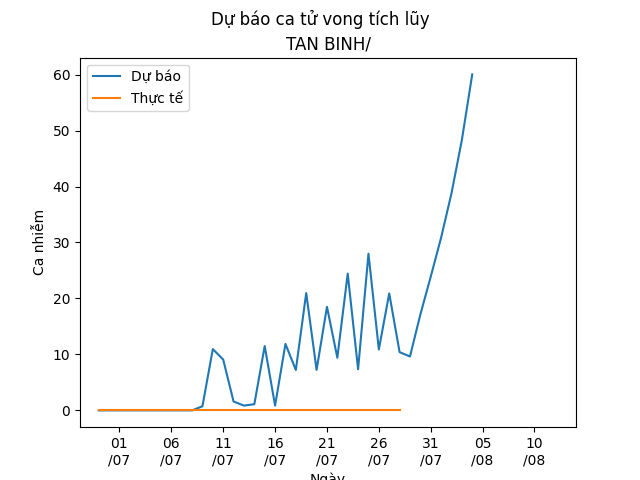 Dự báo ca tử vong tích lũy
TAN BINH/
Dự báo
Thực tế
Ca nhiễm
60
50
40
30
20
10
0
01 06 11 16 21 26 31 05 10
/07 /07 /07 /07 /07 /07 /07 /08 /08
Ngày